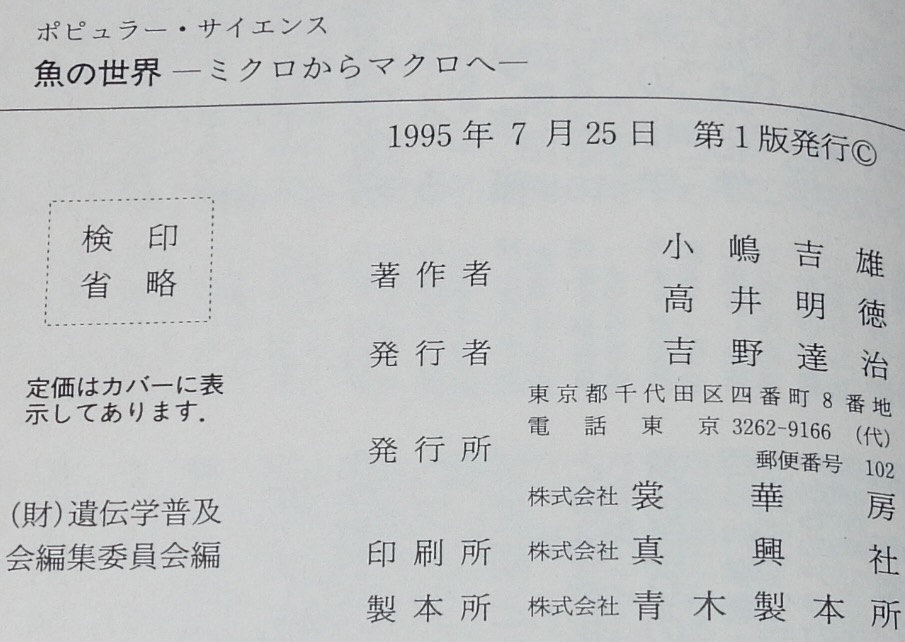 ポピュラー・サイエンス
魚の世界 ―ミクロからマクロへ―
1995年 7月25日 第1版発行©
検印
省略
著作者 小嶋吉雄
高井明徳
発行者 吉野達治
定価はカバーに表
示してあります.
発行所 東京都千代田区四番町8番地
電話東京 3262-9166 (代)
郵便番号 102
株式会社 裳華房
(財)遺伝学普及
会編集委員会編
印刷所 株式会社 真興社
製本所 株式会社 青木製本所